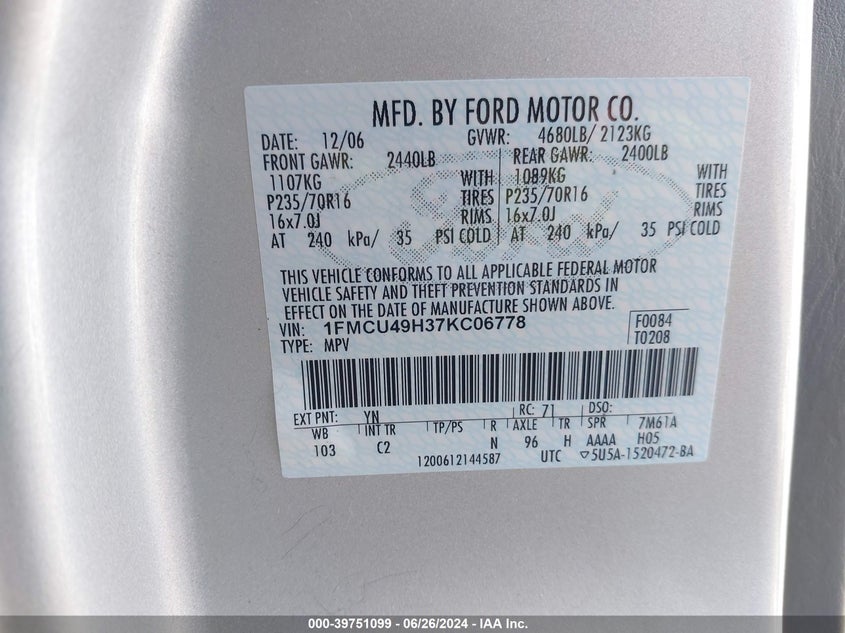 MFD. BY FORD MOTOR CO.
DATE: 12/06 GVWR: 4680LB/ 2123KG
FRONT GAWR: 2440LB REAR GAWR: 2400LB
1107KG WITH 1089KG WITH
P235/70R16 TIRES P235/70R16 TIRES
16x7.0J RIMS 16x7.0J RIMS
AT 240 kPa/ 35 PSI COLD AT 240 kPa/ 35 PSI COLD
THIS VEHICLE CONFORMS TO ALL APPLICABLE FEDERAL MOTOR
VEHICLE SAFETY AND THEFT PREVENTION STANDARDS IN
EFFECT ON THE DATE OF MANUFACTURE SHOWN ABOVE.
VIN: 1FMCU49H37KC06778 F0084
TYPE: MPV T0208
EXT PNT: YN RC: 71 DSO:
WB INT TR TP/PS R AXLE TR SPR 7M61A
103 C2 N 96 H AAAA H05
1200612144587 UTC ▽5U5A-1520472-BA
000-39751099 - 06/26/2024 - IAA Inc.